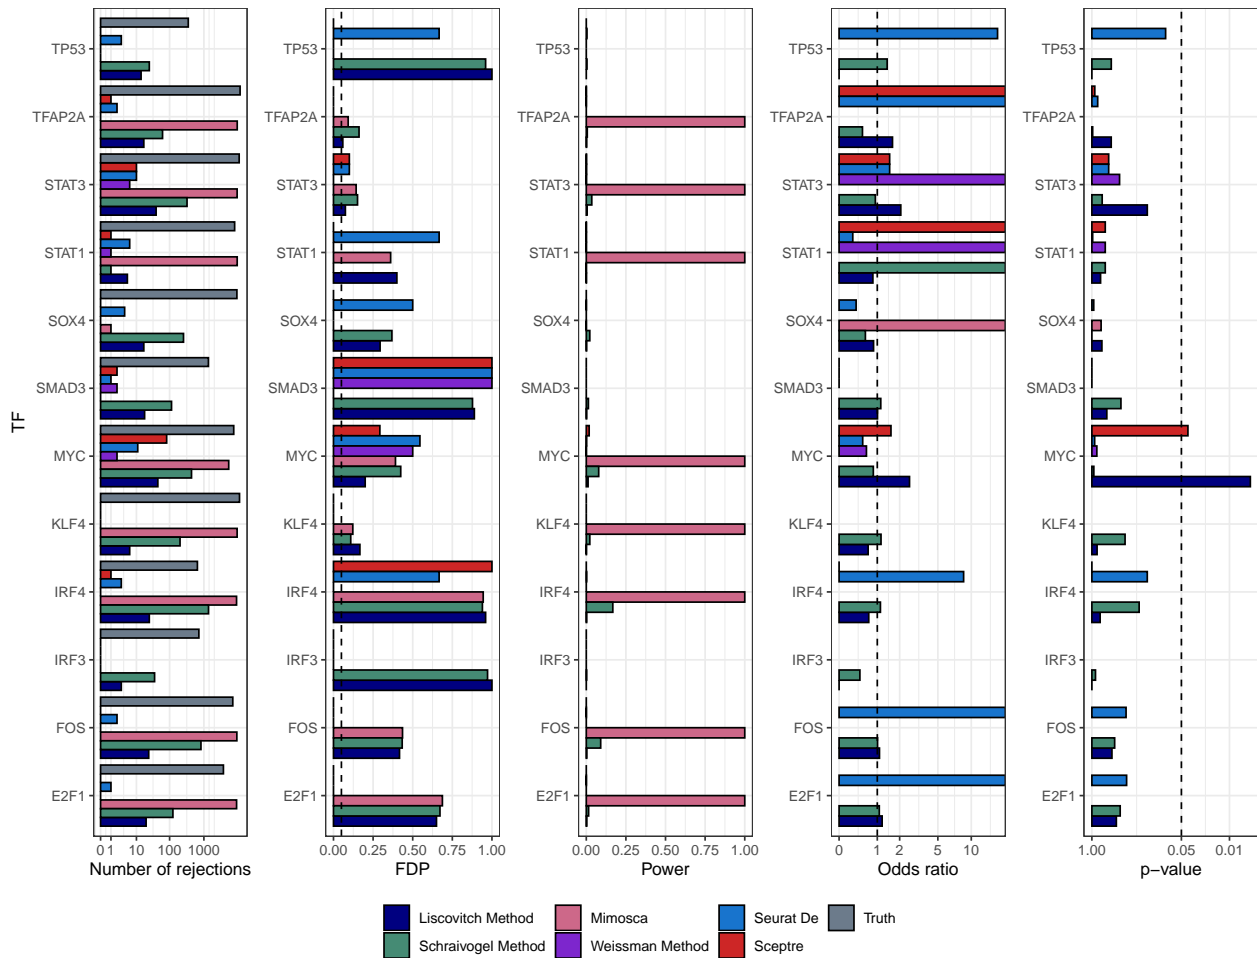 TF
TP53
TFAP2A
STAT3
STAT1
SOX4
SMAD3
MYC
KLF4
IRF4
IRF3
FOS
E2F1
0 1 10 100 1000
Number of rejections
TP53
TFAP2A
STAT3
STAT1
SOX4
SMAD3
MYC
KLF4
IRF4
IRF3
FOS
E2F1
0.00 0.25 0.50 0.75 1.00
FDP
TP53
TFAP2A
STAT3
STAT1
SOX4
SMAD3
MYC
KLF4
IRF4
IRF3
FOS
E2F1
0.00 0.25 0.50 0.75 1.00
Power
TP53
TFAP2A
STAT3
STAT1
SOX4
SMAD3
MYC
KLF4
IRF4
IRF3
FOS
E2F1
0 1 2 5 10
Odds ratio
TP53
TFAP2A
STAT3
STAT1
SOX4
SMAD3
MYC
KLF4
IRF4
IRF3
FOS
E2F1
1.00 0.05 0.01
p−value
Liscovitch Method Mimosca Seurat De Truth
Schraivogel Method Weissman Method Sceptre